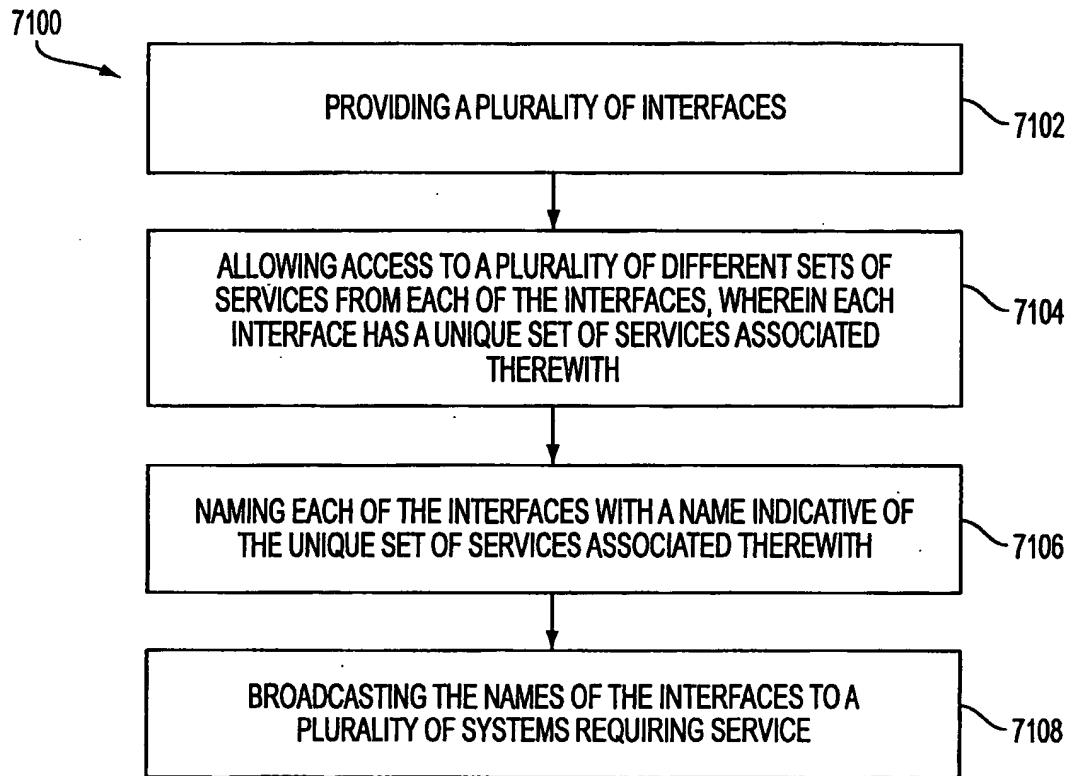 7100
PROVIDING A PLURALITY OF INTERFACES
7102
ALLOWING ACCESS TO A PLURALITY OF DIFFERENT SETS OF
SERVICES FROM EACH OF THE INTERFACES, WHEREIN EACH
INTERFACE HAS A UNIQUE SET OF SERVICES ASSOCIATED
THEREWITH
7104
NAMING EACH OF THE INTERFACES WITH A NAME INDICATIVE OF
THE UNIQUE SET OF SERVICES ASSOCIATED THEREWITH
7106
BROADCASTING THE NAMES OF THE INTERFACES TO A
PLURALITY OF SYSTEMS REQUIRING SERVICE
7108